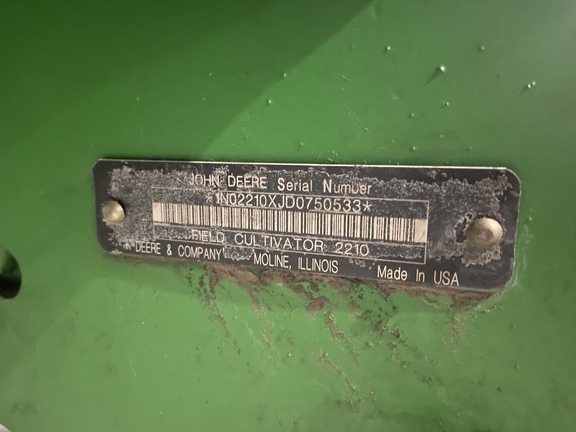 JOHN DEERE Serial Number
*1N02210XJD0750533*
FIELD CULTIVATOR 2210
DEERE & COMPANY MOLINE, ILLINOIS Made In USA